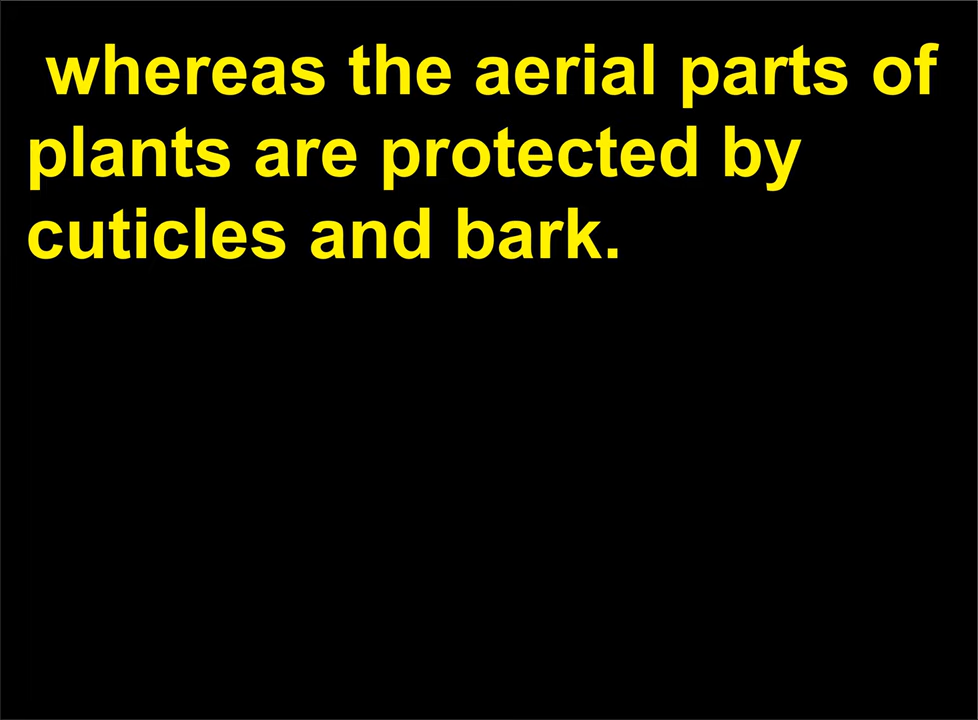 whereas the aerial parts of
plants are protected by
cuticles and bark.